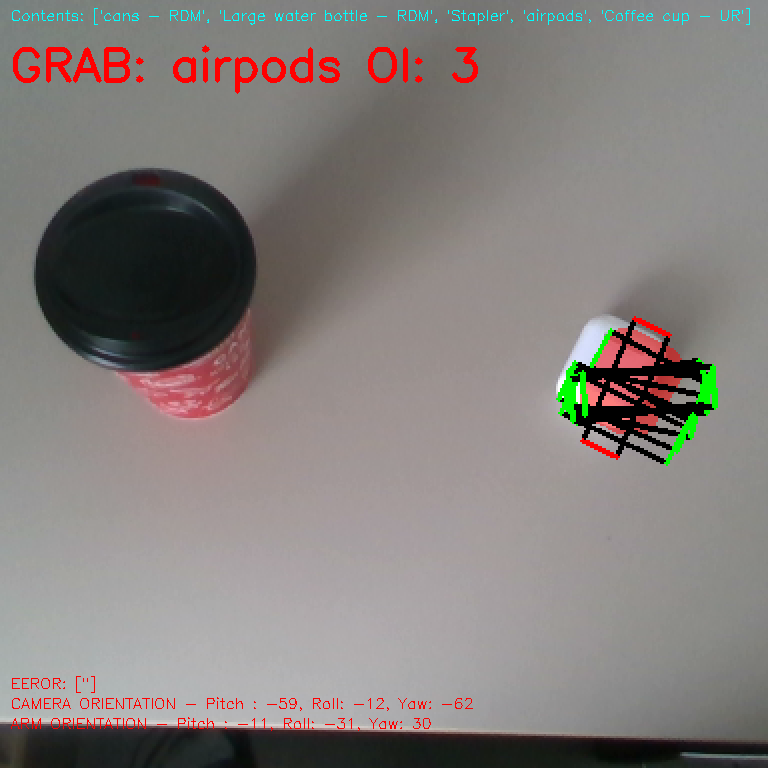 Contents: ['cans - RDM', 'Large water bottle - RDM', 'Stapler', 'airpods', 'Coffee cup - UR']
GRAB: airpods OI: 3
EEROR: ['']
CAMERA ORIENTATION - Pitch : -59, Roll: -12, Yaw: -62
ARM ORIENTATION - Pitch : -11, Roll: -31, Yaw: 30